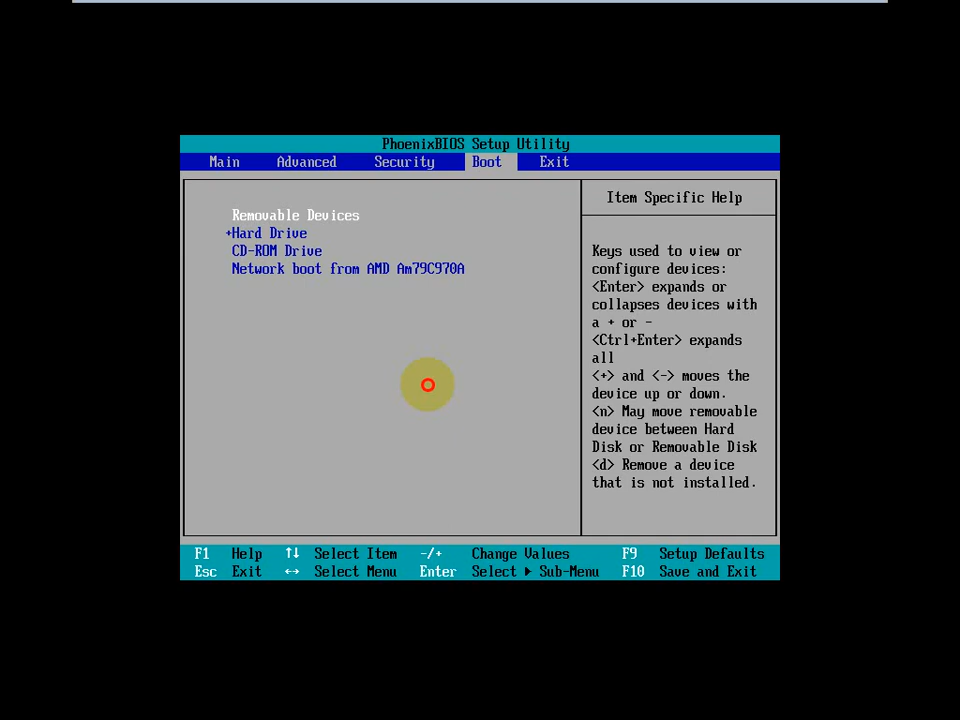 PhoenixBIOS Setup Utility
Main Advanced Security Boot Exit
Item Specific Help
Removable Devices
+Hard Drive
CD-ROM Drive
Network boot from AMD Am79C970A
Keys used to view or
configure devices:
<Enter> expands or
collapses devices with
a + or -
<Ctrl+Enter> expands
all
<+> and <-> moves the
device up or down.
<n> May move removable
device between Hard
Disk or Removable Disk
<d> Remove a device
that is not installed.
F1 Help ↑↓ Select Item -/+ Change Values F9 Setup Defaults
Esc Exit ↔ Select Menu Enter Select ▶ Sub-Menu F10 Save and Exit